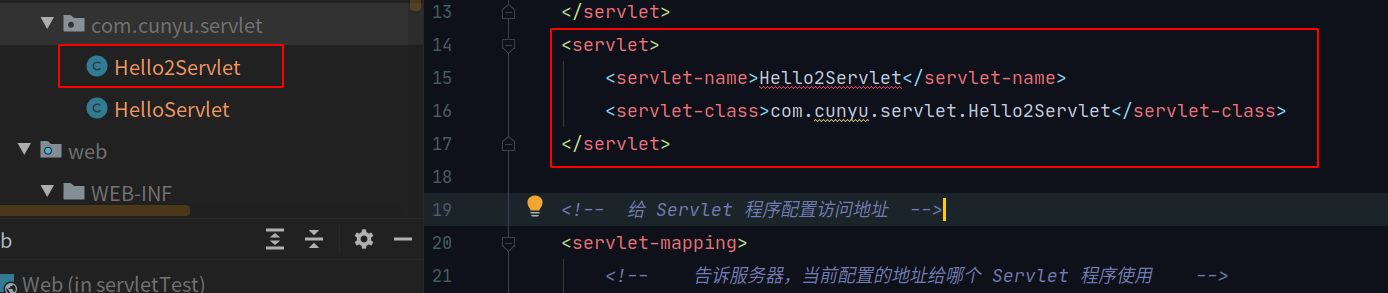 com.cunyu.servlet
Hello2Servlet
HelloServlet
web
WEB-INF
b
Web (in servletTest)
13 </servlet>
14 <servlet>
15 <servlet-name>Hello2Servlet</servlet-name>
16 <servlet-class>com.cunyu.servlet.Hello2Servlet</servlet-class>
17 </servlet>
18
19 <!-- 给 Servlet 程序配置访问地址 -->
20 <servlet-mapping>
21 <!-- 告诉服务器，当前配置的地址给哪个 Servlet 程序使用 -->